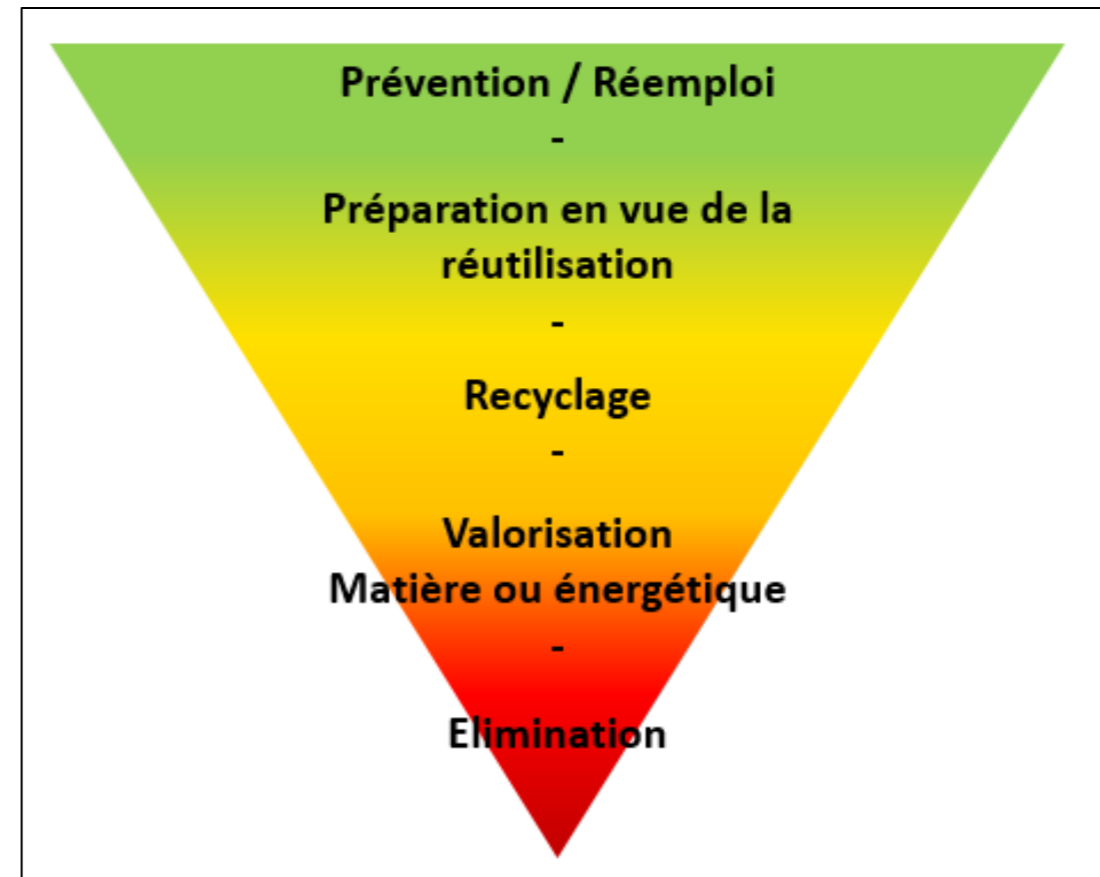 Prévention / Réemploi
-
Préparation en vue de la
réutilisation
-
Recyclage
-
Valorisation
Matière ou énergétique
-
Elimination